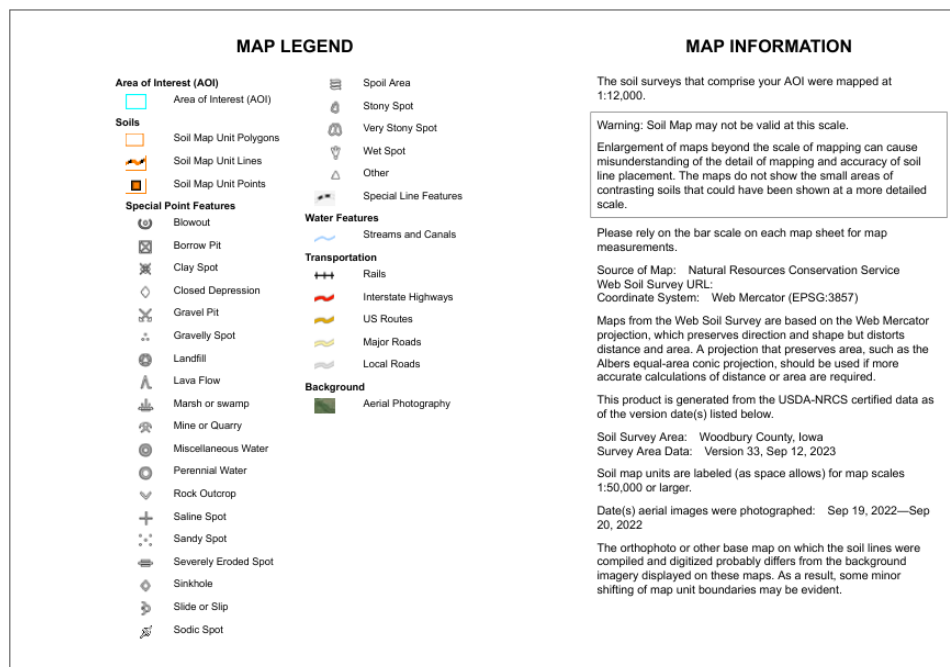 MAP LEGEND
Area of Interest (AOI)
Area of Interest (AOI)
Soils
Soil Map Unit Polygons
Soil Map Unit Lines
Soil Map Unit Points
Special Point Features
Blowout
Borrow Pit
Clay Spot
Closed Depression
Gravel Pit
Gravelly Spot
Landfill
Lava Flow
Marsh or swamp
Mine or Quarry
Miscellaneous Water
Perennial Water
Rock Outcrop
Saline Spot
Sandy Spot
Severely Eroded Spot
Sinkhole
Slide or Slip
Sodic Spot
Spoil Area
Stony Spot
Very Stony Spot
Wet Spot
Other
Special Line Features
Water Features
Streams and Canals
Transportation
Rails
Interstate Highways
US Routes
Major Roads
Local Roads
Background
Aerial Photography
MAP INFORMATION
The soil surveys that comprise your AOI were mapped at
1:12,000.
Warning: Soil Map may not be valid at this scale.
Enlargement of maps beyond the scale of mapping can cause
misunderstanding of the detail of mapping and accuracy of soil
line placement. The maps do not show the small areas of
contrasting soils that could have been shown at a more detailed
scale.
Please rely on the bar scale on each map sheet for map
measurements.
Source of Map: Natural Resources Conservation Service
Web Soil Survey URL:
Coordinate System: Web Mercator (EPSG:3857)
Maps from the Web Soil Survey are based on the Web Mercator
projection, which preserves direction and shape but distorts
distance and area. A projection that preserves area, such as the
Albers equal-area conic projection, should be used if more
accurate calculations of distance or area are required.
This product is generated from the USDA-NRCS certified data as
of the version date(s) listed below.
Soil Survey Area: Woodbury County, Iowa
Survey Area Data: Version 33, Sep 12, 2023
Soil map units are labeled (as space allows) for map scales
1:50,000 or larger.
Date(s) aerial images were photographed: Sep 19, 2022—Sep
20, 2022
The orthophoto or other base map on which the soil lines were
compiled and digitized probably differs from the background
imagery displayed on these maps. As a result, some minor
shifting of map unit boundaries may be evident.